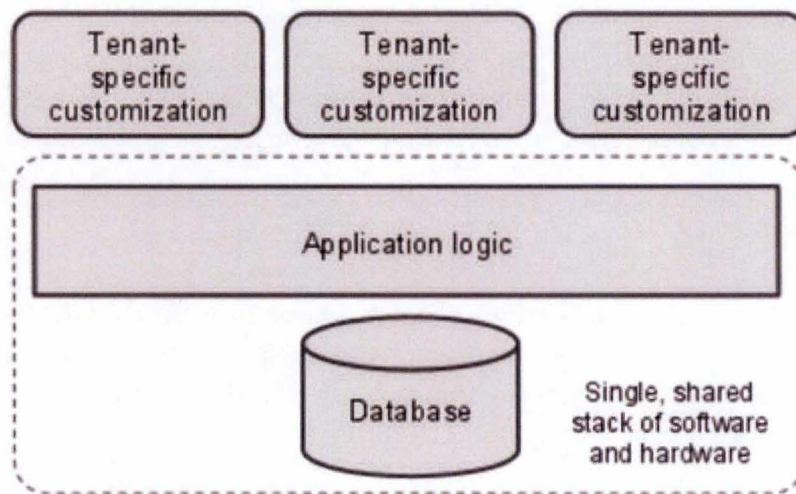 Tenant-
specific
customization
Tenant-
specific
customization
Tenant-
specific
customization
Application logic
Database
Single, shared
stack of software
and hardware